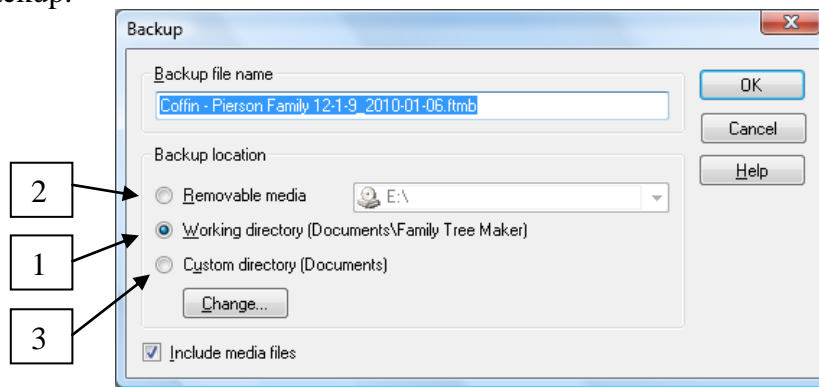 Backup
Backup file name
Coffin - Pierson Family 12-1-9_2010-01-06.ftmb
OK
Cancel
Help
Backup location
2
Removable media
E:\
1
Working directory (Documents\Family Tree Maker)
3
Custom directory (Documents)
Change...
Include media files